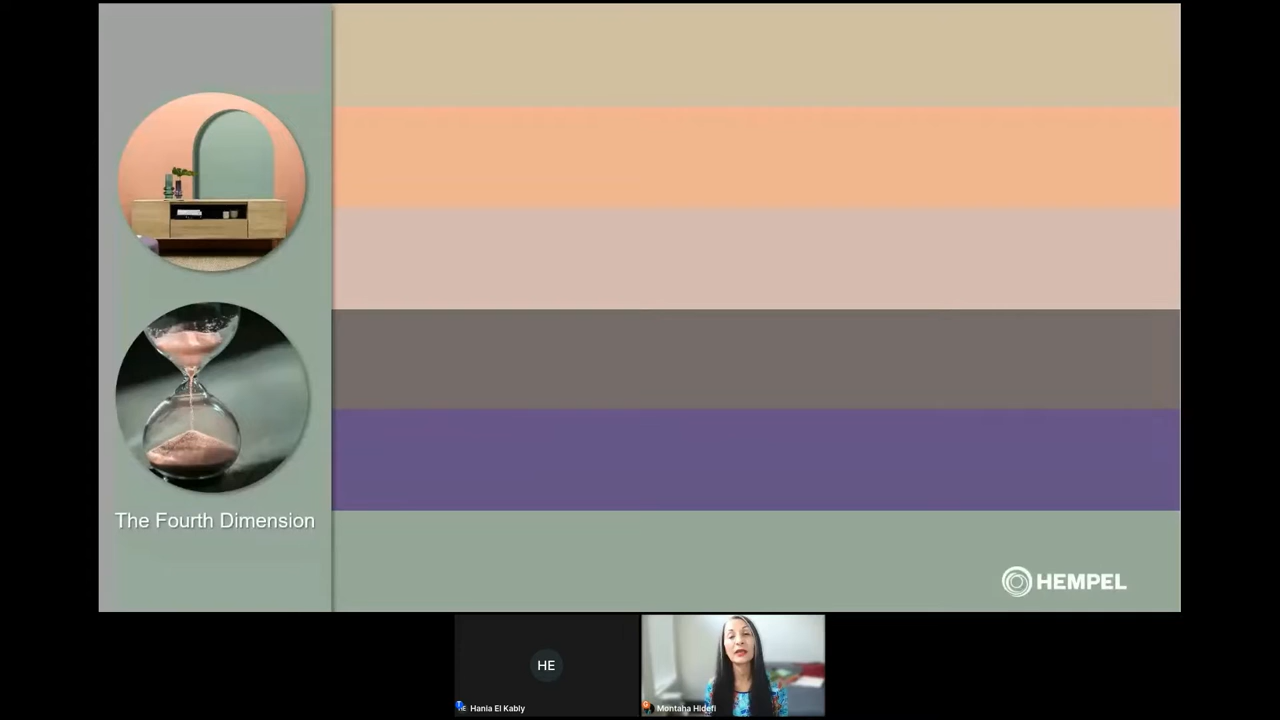 The Fourth Dimension
HEMPEL
HE
Hania El Kably
Montaha Hidefi